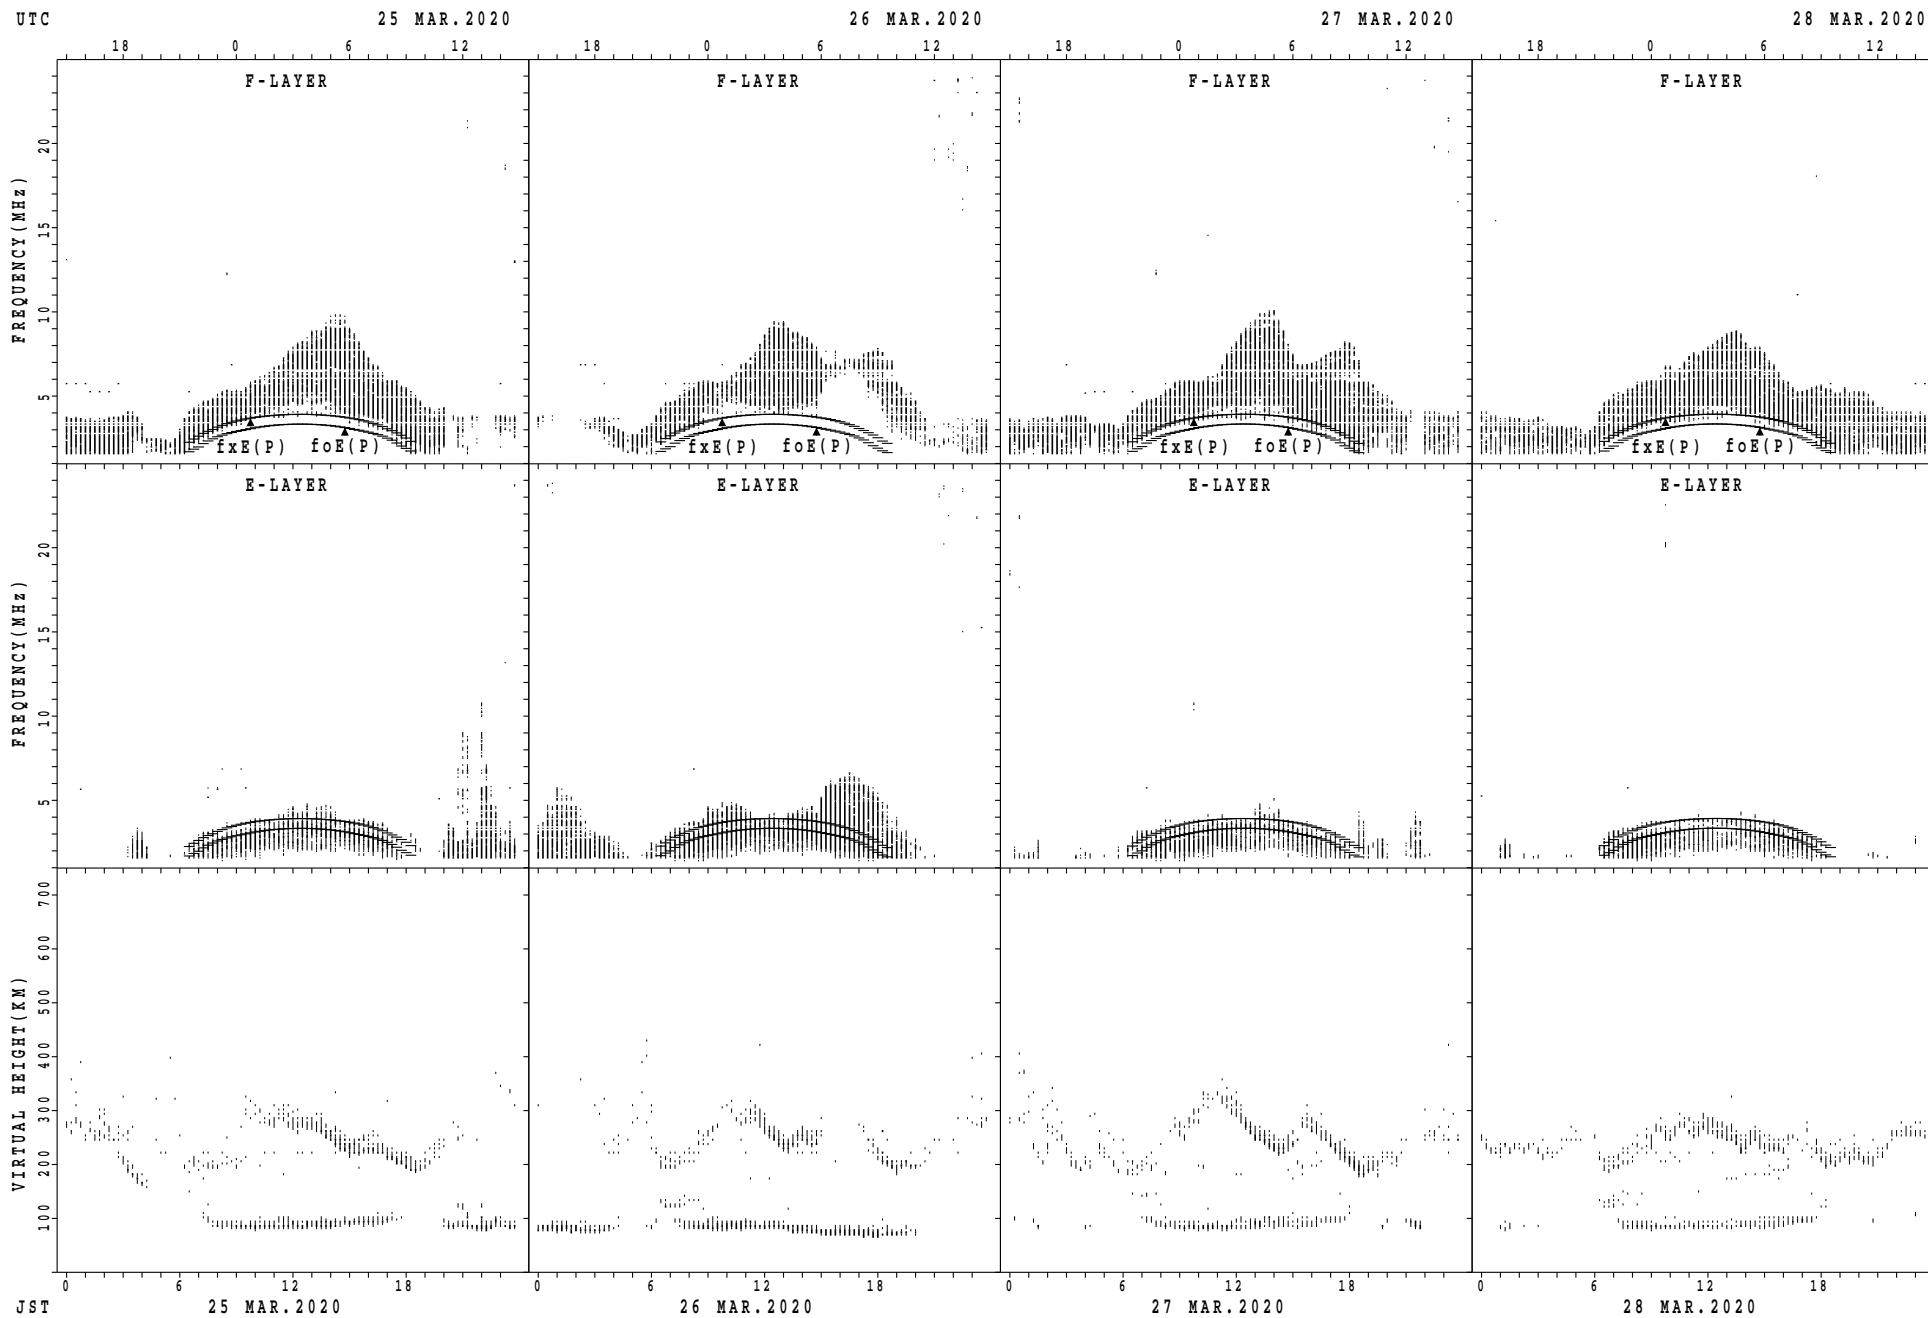 UTC 25 MAR.2020 26 MAR.2020 27 MAR.2020 28 MAR.2020
18 0 6 12 18 0 6 12 18 0 6 12 18 0 6 12
F-LAYER F-LAYER F-LAYER F-LAYER
FREQUENCY(MHz)
20
15
10
5
fxE(P) foE(P) fxE(P) foE(P) fxE(P) foE(P) fxE(P) foE(P)
E-LAYER E-LAYER E-LAYER E-LAYER
FREQUENCY(MHz)
20
15
10
5
VIRTUAL HEIGHT(KM)
700
600
500
400
300
200
100
0 6 12 18 0 6 12 18 0 6 12 18 0 6 12 18
JST 25 MAR.2020 26 MAR.2020 27 MAR.2020 28 MAR.2020